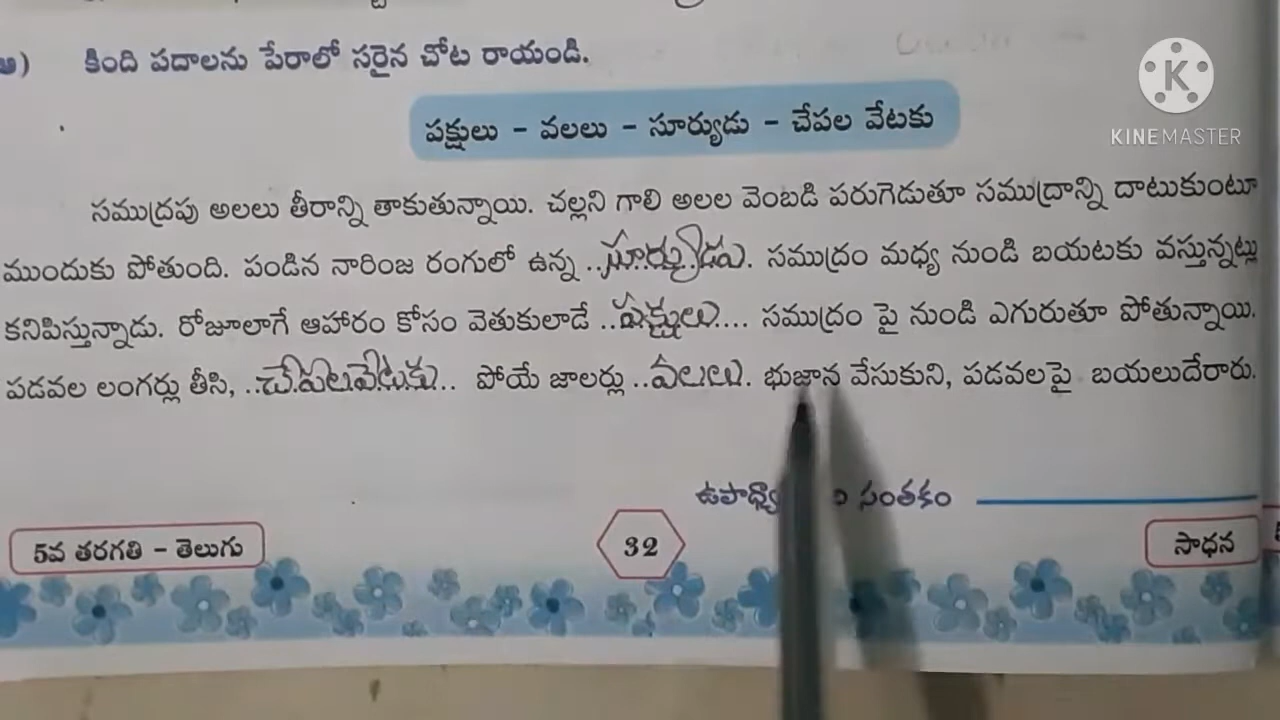 ఆ) కింది పదాలను పేరాలో సరైన చోట రాయండి.
KINEMASTER
పక్షులు - వలలు - సూర్యుడు - చేపల వేటకు
సముద్రపు అలలు తీరాన్ని తాకుతున్నాయి. చల్లని గాలి అలల వెంబడి పరుగెడుతూ సముద్రాన్ని దాటుకుంటూ
ముందుకు పోతుంది. పండిన నారింజ రంగులో ఉన్న ..సూర్యుడు. సముద్రం మధ్య నుండి బయటకు వస్తున్నట్లు
కనిపిస్తున్నాడు. రోజూలాగే ఆహారం కోసం వెతుకులాడే ..పక్షులు.... సముద్రం పై నుండి ఎగురుతూ పోతున్నాయి.
పడవల లంగర్లు తీసి, ..చేపలవేటకు.. పోయే జాలర్లు ..వలలు. భుజాన వేసుకుని, పడవలపై బయలుదేరారు.
సంతకం
5వ తరగతి - తెలుగు
32
సాధన